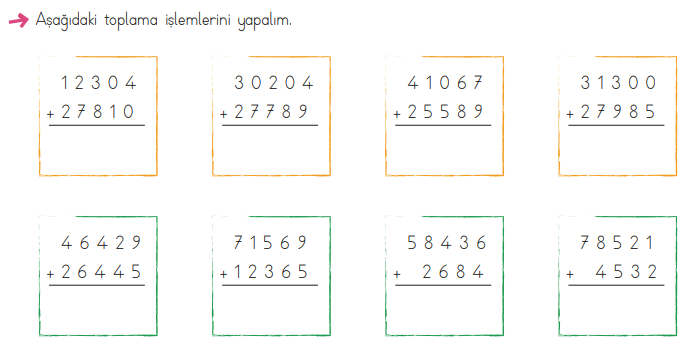 Aşağıdaki toplama işlemlerini yapalım.
12304 30204 41067 31300
+ 27810 + 27789 + 25589 + 27985
46429 71569 58436 78521
+ 26445 + 12365 + 2684 + 4532